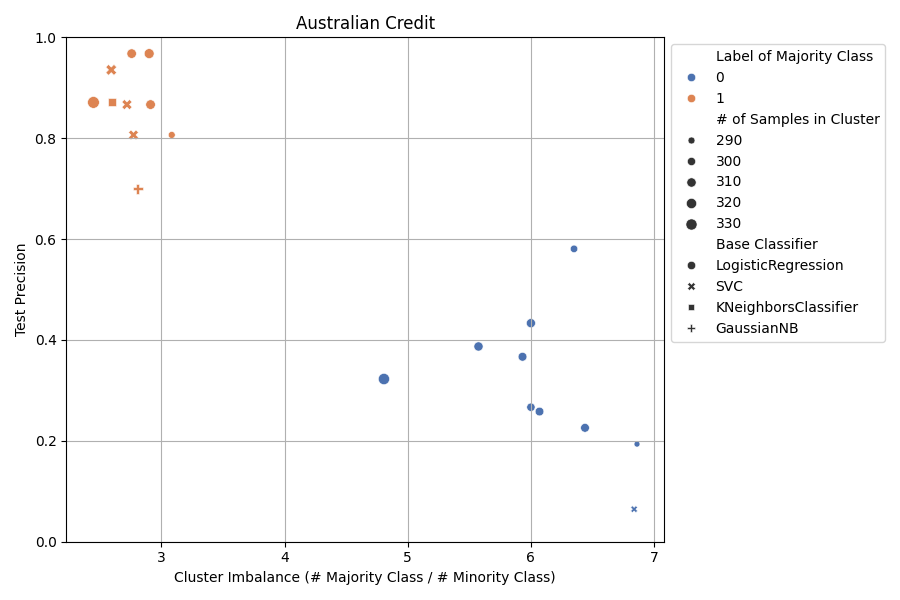 Australian Credit
1.0
0.8
0.6
0.4
0.2
0.0
Test Precision
3
4
5
6
7
Cluster Imbalance (# Majority Class / # Minority Class)
Label of Majority Class
0
1
# of Samples in Cluster
290
300
310
320
330
Base Classifier
LogisticRegression
SVC
KNeighborsClassifier
GaussianNB